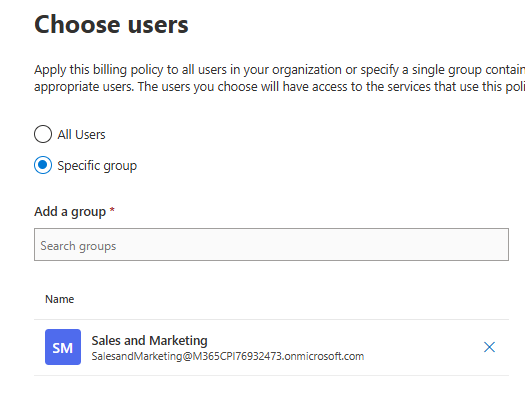 Choose users
Apply this billing policy to all users in your organization or specify a single group
appropriate users. The users you choose will have access to the services that use this
All Users
Specific group
Add a group *
Search groups
Name
SM
Sales and Marketing
SalesandMarketing@M365CPI76932473.onmicrosoft.com